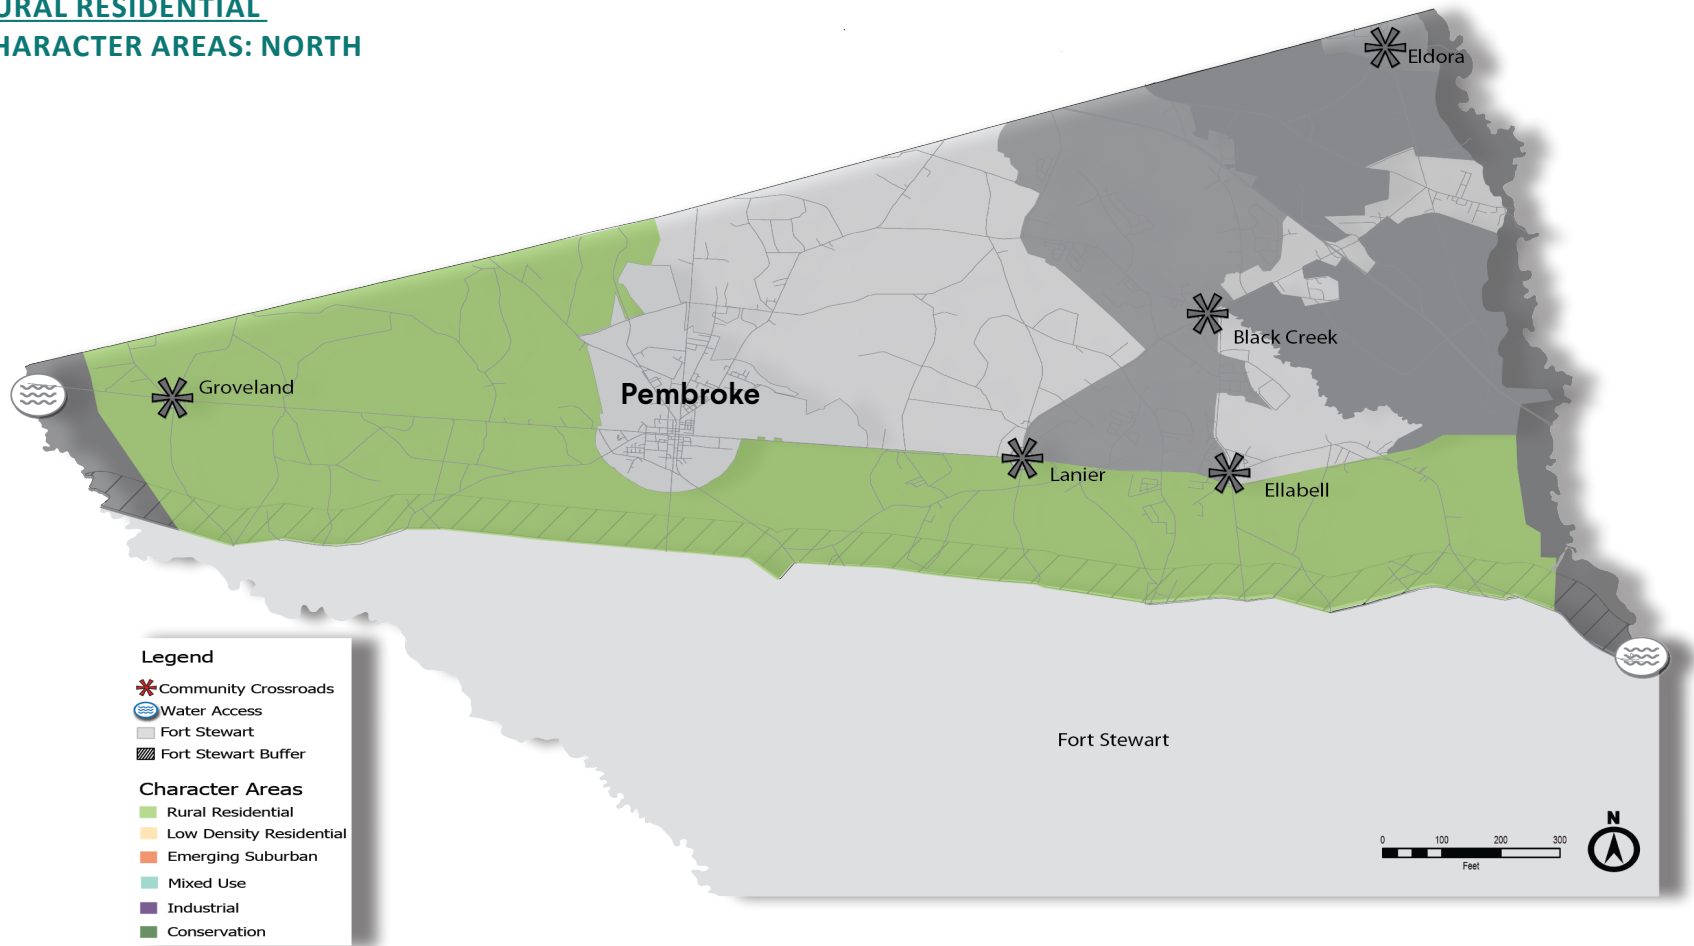 URAL RESIDENTIAL
HARACTER AREAS: NORTH
Eldora
Black Creek
Groveland
Pembroke
Lanier
Ellabell
Fort Stewart
Legend
Community Crossroads
Water Access
Fort Stewart
Fort Stewart Buffer
Character Areas
Rural Residential
Low Density Residential
Emerging Suburban
Mixed Use
Industrial
Conservation
N
0 100 200 300
Feet